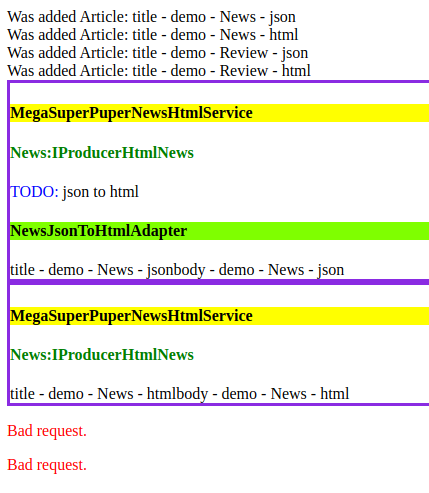 Was added Article: title - demo - News - json
Was added Article: title - demo - News - html
Was added Article: title - demo - Review - json
Was added Article: title - demo - Review - html
MegaSuperPuperNewsHtmlService
News:IProducerHtmlNews
TODO: json to html
NewsJsonToHtmlAdapter
title - demo - News - jsonbody - demo - News - json
MegaSuperPuperNewsHtmlService
News:IProducerHtmlNews
title - demo - News - htmlbody - demo - News - html
Bad request.
Bad request.